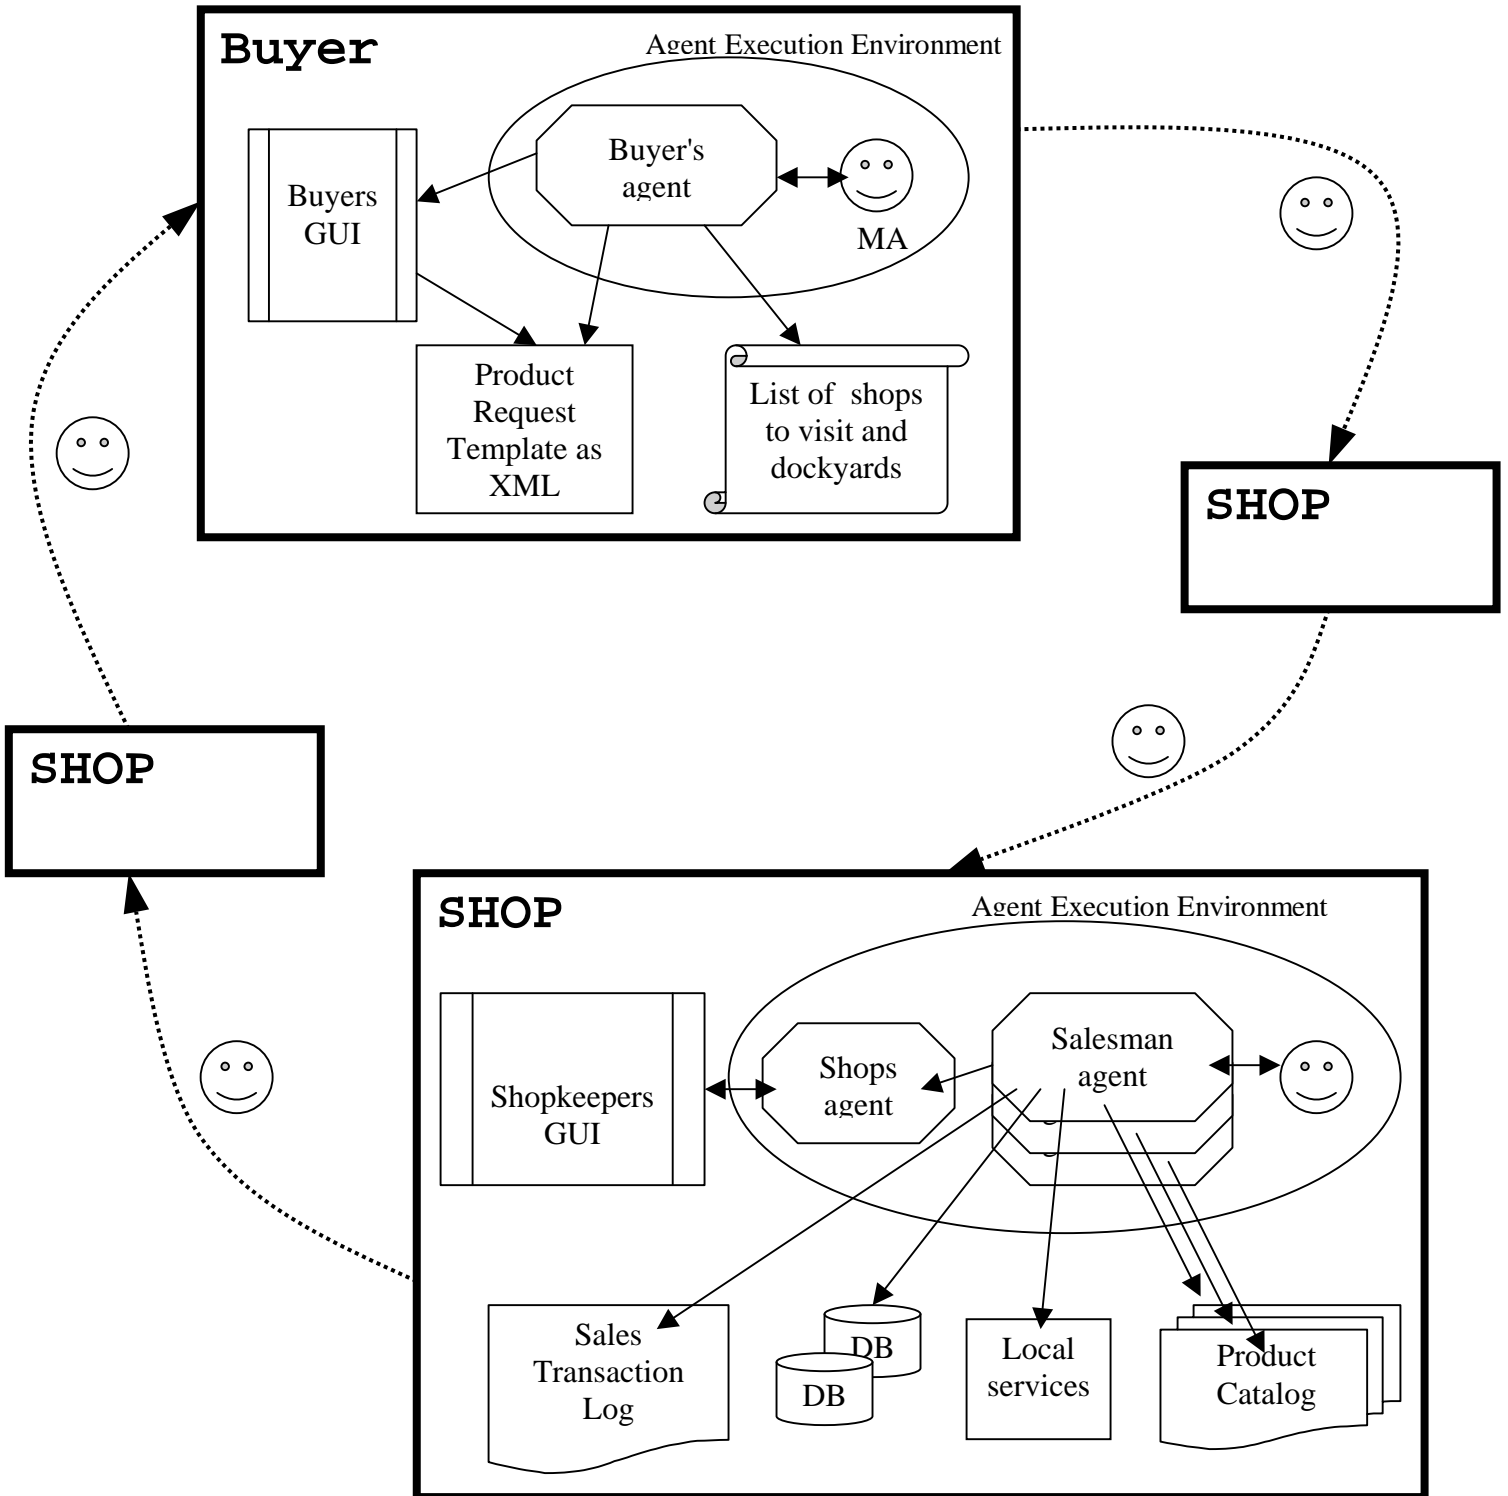 Buyer
Agent Execution Environment
Buyers
GUI
Buyer's
agent
MA
Product
Request
Template as
XML
List of  shops
to visit and
dockyards
SHOP
SHOP
SHOP
Agent Execution Environment
Shopkeepers
GUI
Shops
agent
Salesman
agent
Sales
Transaction
Log
DB
DB
Local
services
Product
Catalog